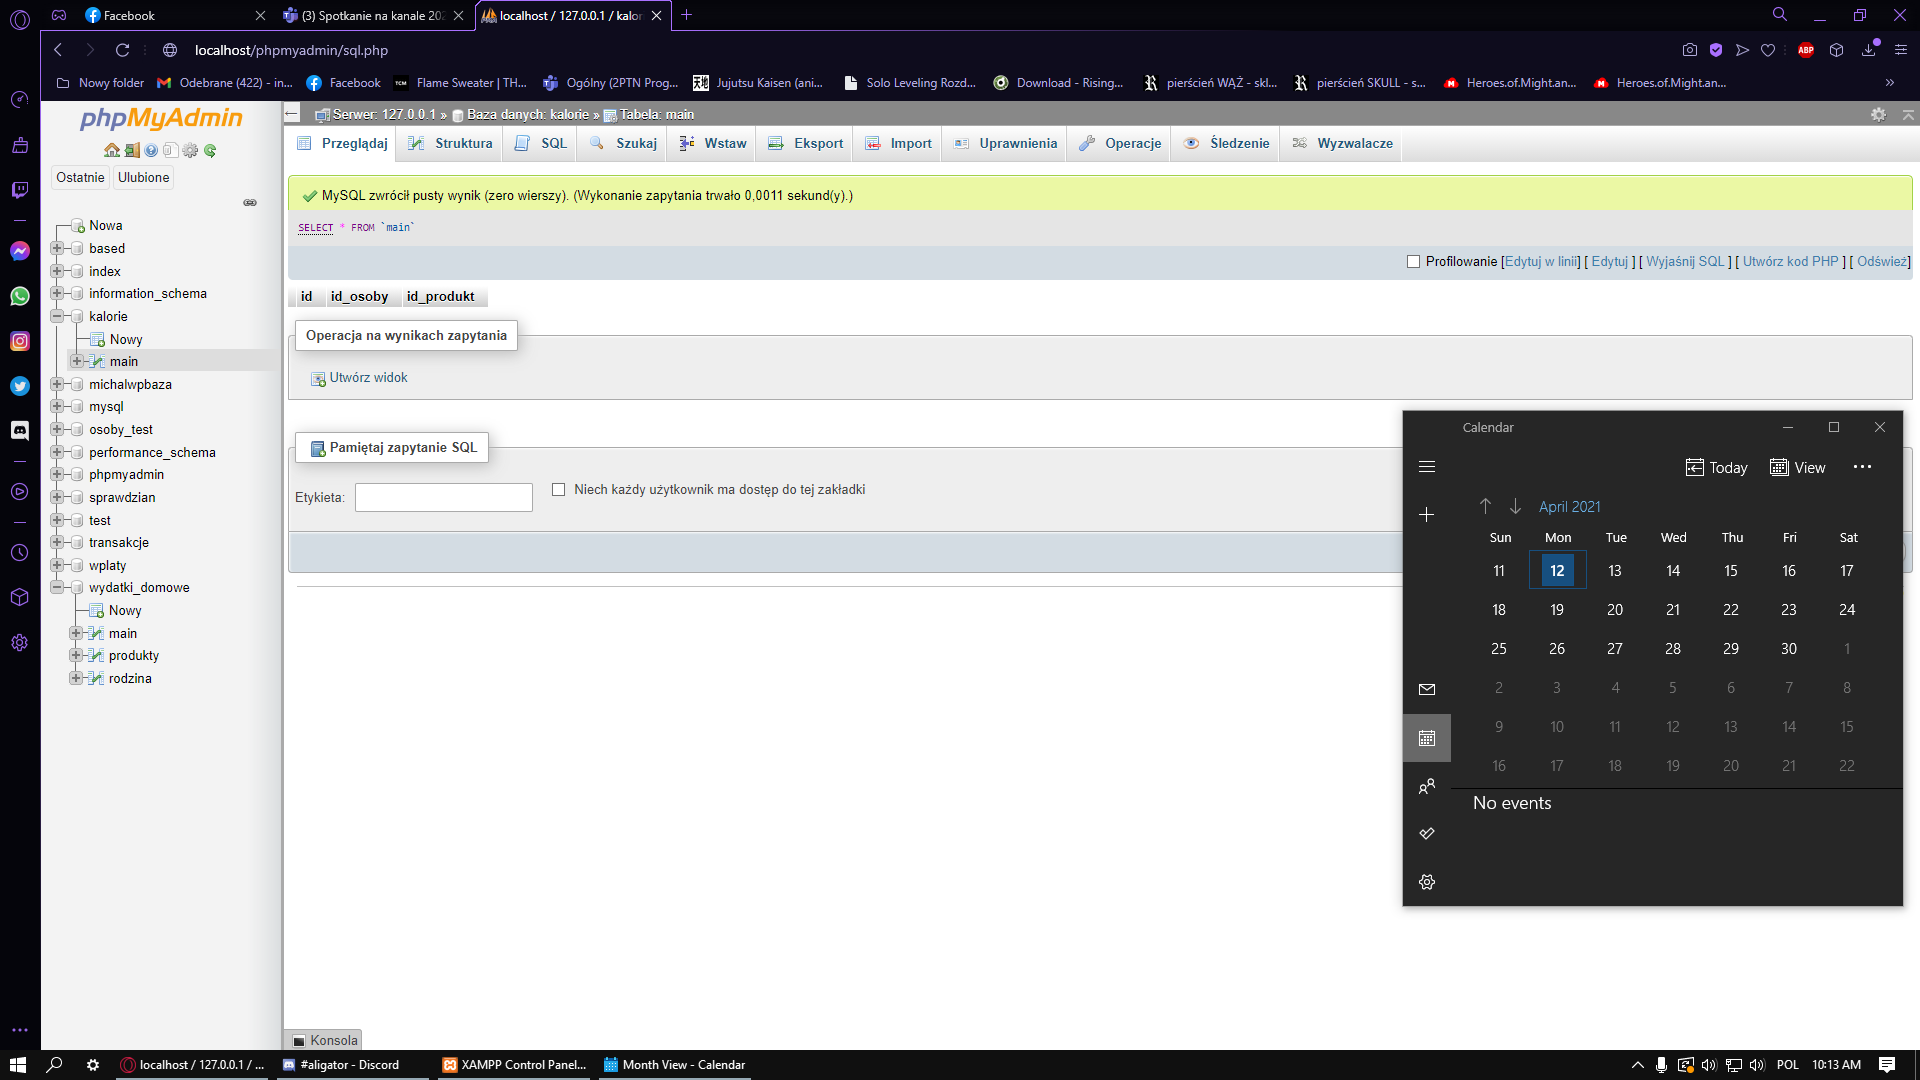 Facebook
(3) Spotkanie na kanale 202
localhost / 127.0.0.1 / kalor
localhost/phpmyadmin/sql.php
ABP
Nowy folder
Odebrane (422) - in...
Facebook
TCM
Flame Sweater | TH...
Ogólny (2PTN Prog...
Jujutsu Kaisen (ani...
Solo Leveling Rozd...
Download - Rising...
pierścień WĄŻ - skl...
pierścień SKULL - s...
Heroes.of.Might.an...
Heroes.of.Might.an...
phpMyAdmin
Ostatnie
Ulubione
Nowa
based
index
information_schema
kalorie
Nowy
main
michalwpbaza
mysql
osoby_test
performance_schema
phpmyadmin
sprawdzian
test
transakcje
wplaty
wydatki_domowe
Nowy
main
produkty
rodzina
Serwer: 127.0.0.1 » Baza danych: kalorie » Tabela: main
Przeglądaj
Struktura
SQL
Szukaj
Wstaw
Eksport
Import
Uprawnienia
Operacje
Śledzenie
Wyzwalacze
MySQL zwrócił pusty wynik (zero wierszy). (Wykonanie zapytania trwało 0,0011 sekund(y).)
SELECT * FROM `main`
Profilowanie [Edytuj w linii] [ Edytuj ] [ Wyjaśnij SQL ] [ Utwórz kod PHP ] [ Odśwież]
id id_osoby id_produkt
Operacja na wynikach zapytania
Utwórz widok
Pamiętaj zapytanie SQL
Etykieta:
Niech każdy użytkownik ma dostęp do tej zakładki
Konsola
Calendar
Today
View
April 2021
Sun Mon Tue Wed Thu Fri Sat
11 12 13 14 15 16 17
18 19 20 21 22 23 24
25 26 27 28 29 30 1
2 3 4 5 6 7 8
9 10 11 12 13 14 15
16 17 18 19 20 21 22
No events
localhost / 127.0.0.1 / ...
#aligator - Discord
XAMPP Control Panel...
Month View - Calendar
POL
10:13 AM